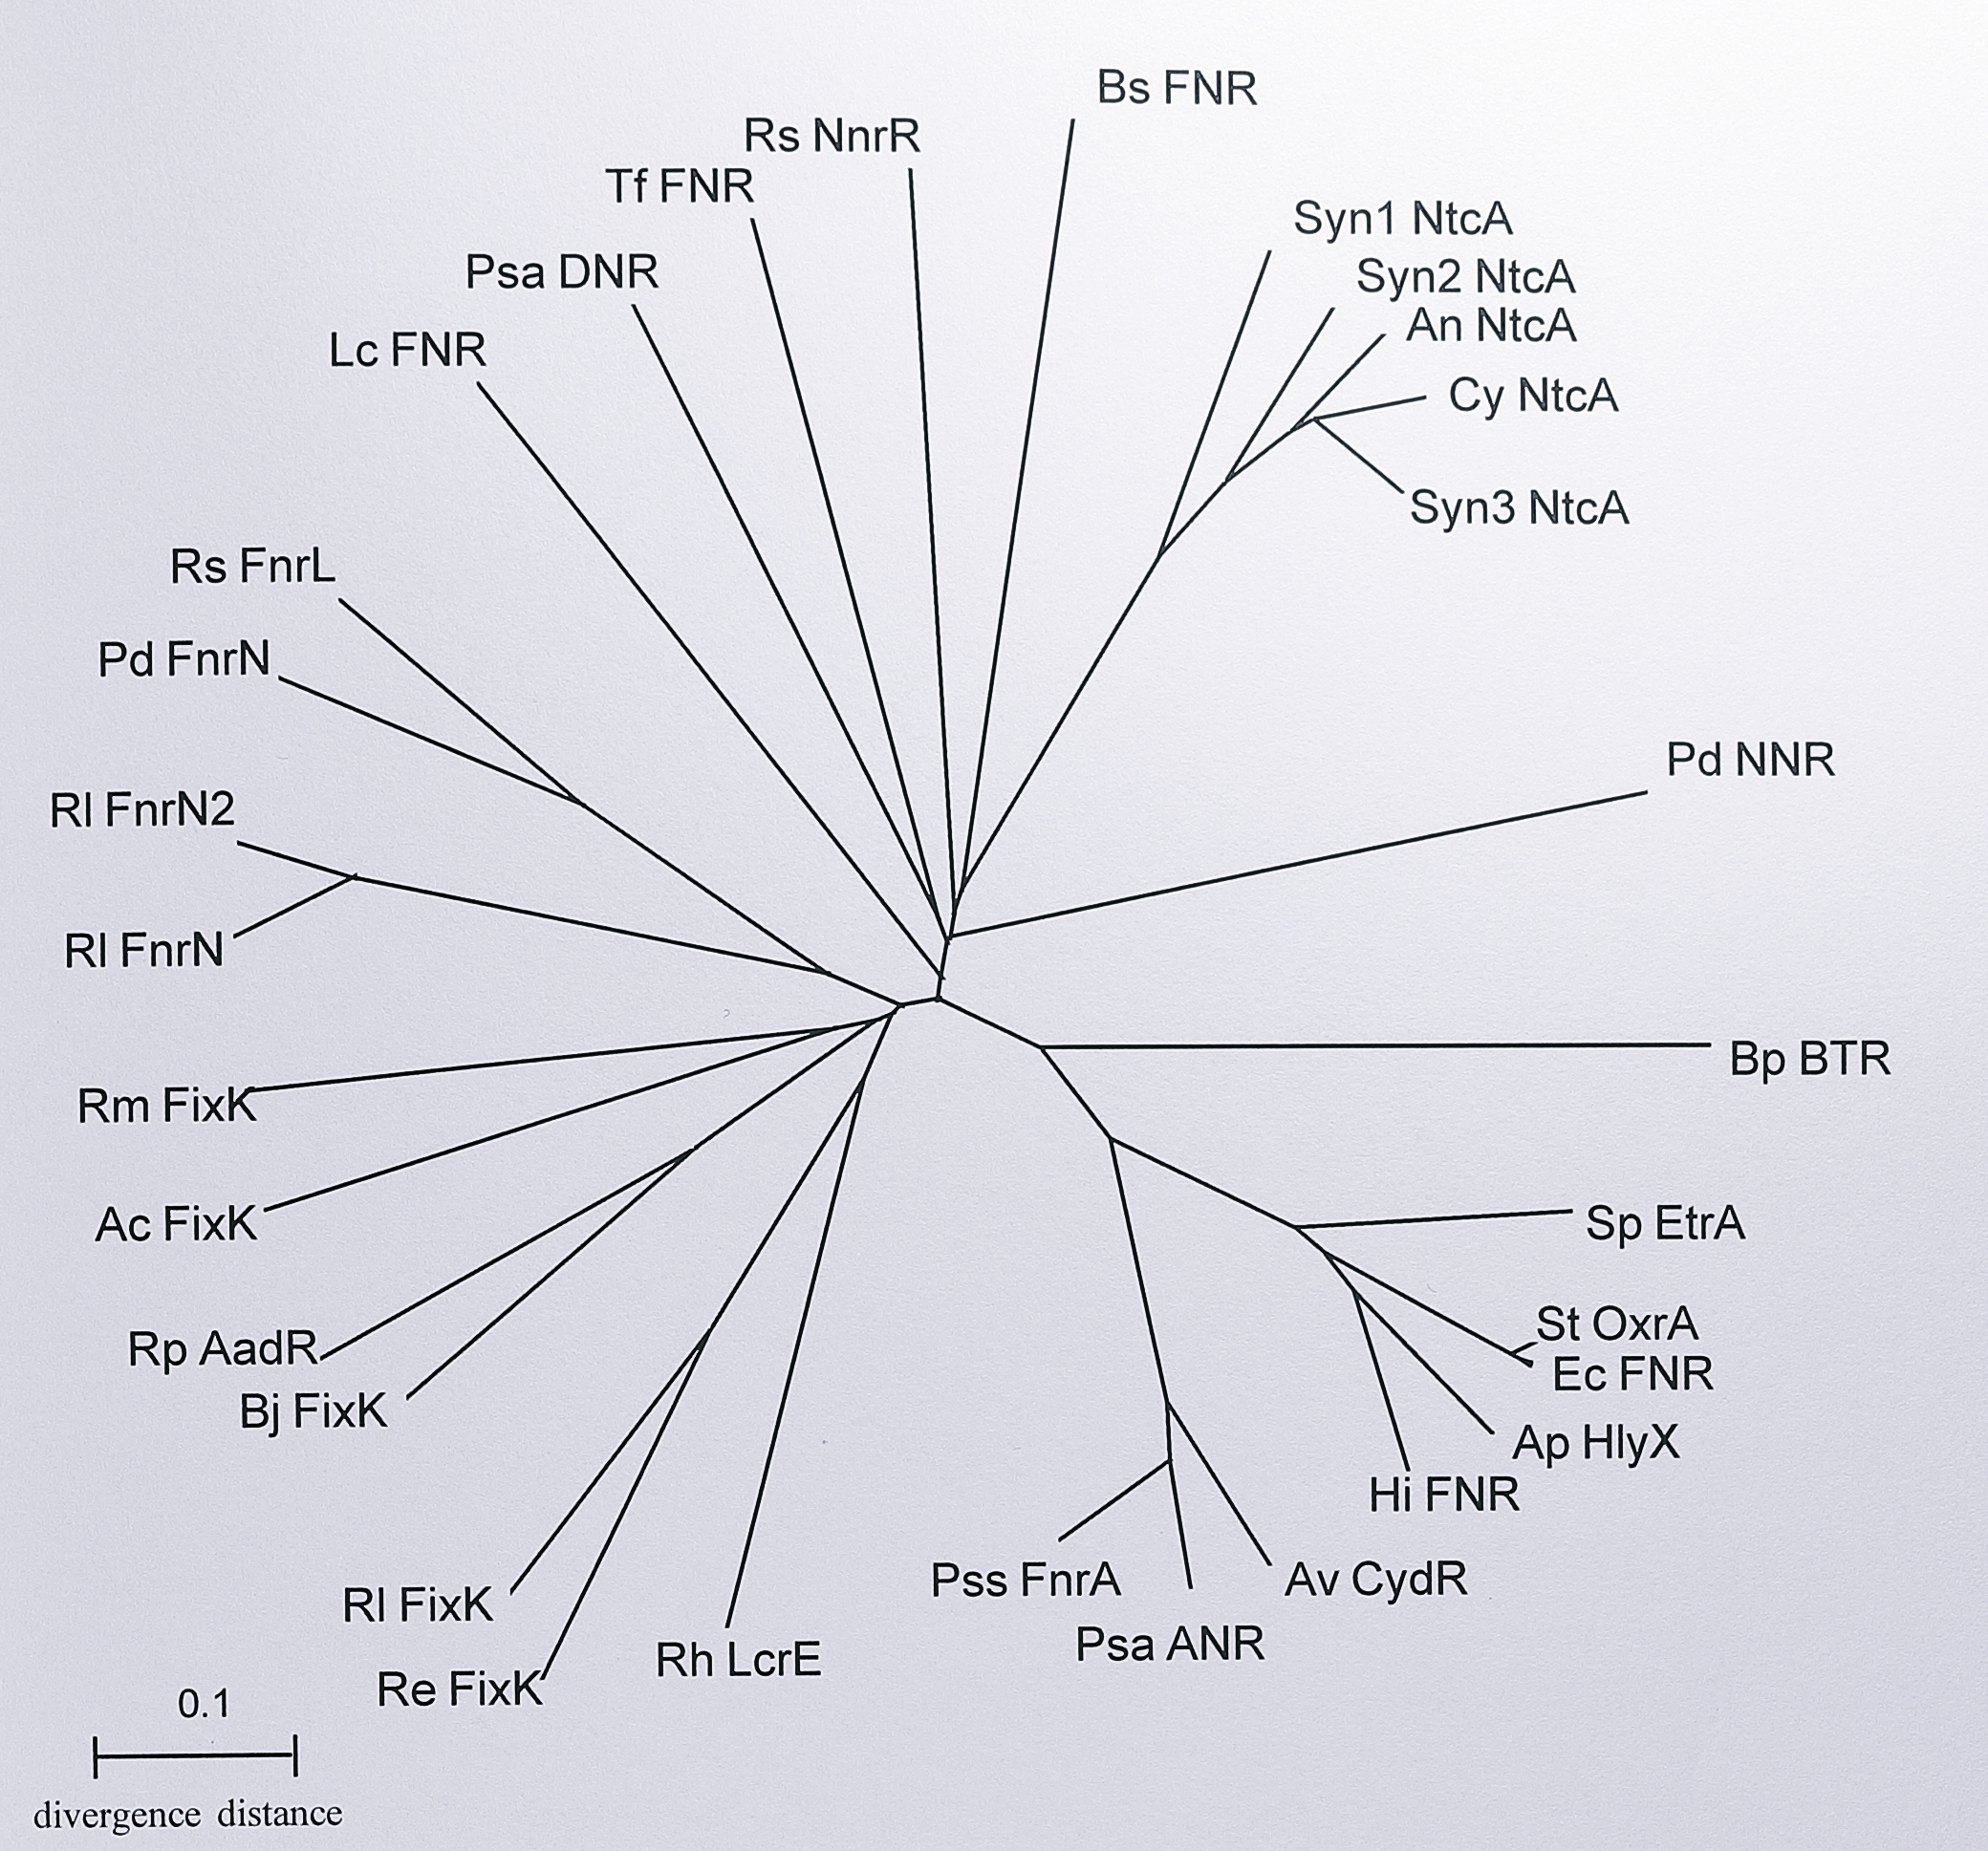 Bs FNR
Rs NnrR
Tf FNR
Syn1 NtcA
Psa DNR
Syn2 NtcA
An NtcA
Lc FNR
Cy NtcA
Syn3 NtcA
Rs FnrL
Pd FnrN
Pd NNR
Rl FnrN2
Rl FnrN
Bp BTR
Rm FixK
Ac FixK
Sp EtrA
St OxrA
Rp AadR
Ec FNR
Bj FixK
Ap HlyX
Hi FNR
Pss FnrA
Av CydR
Rl FixK
Psa ANR
Rh LcrE
Re FixK
0.1
divergence distance